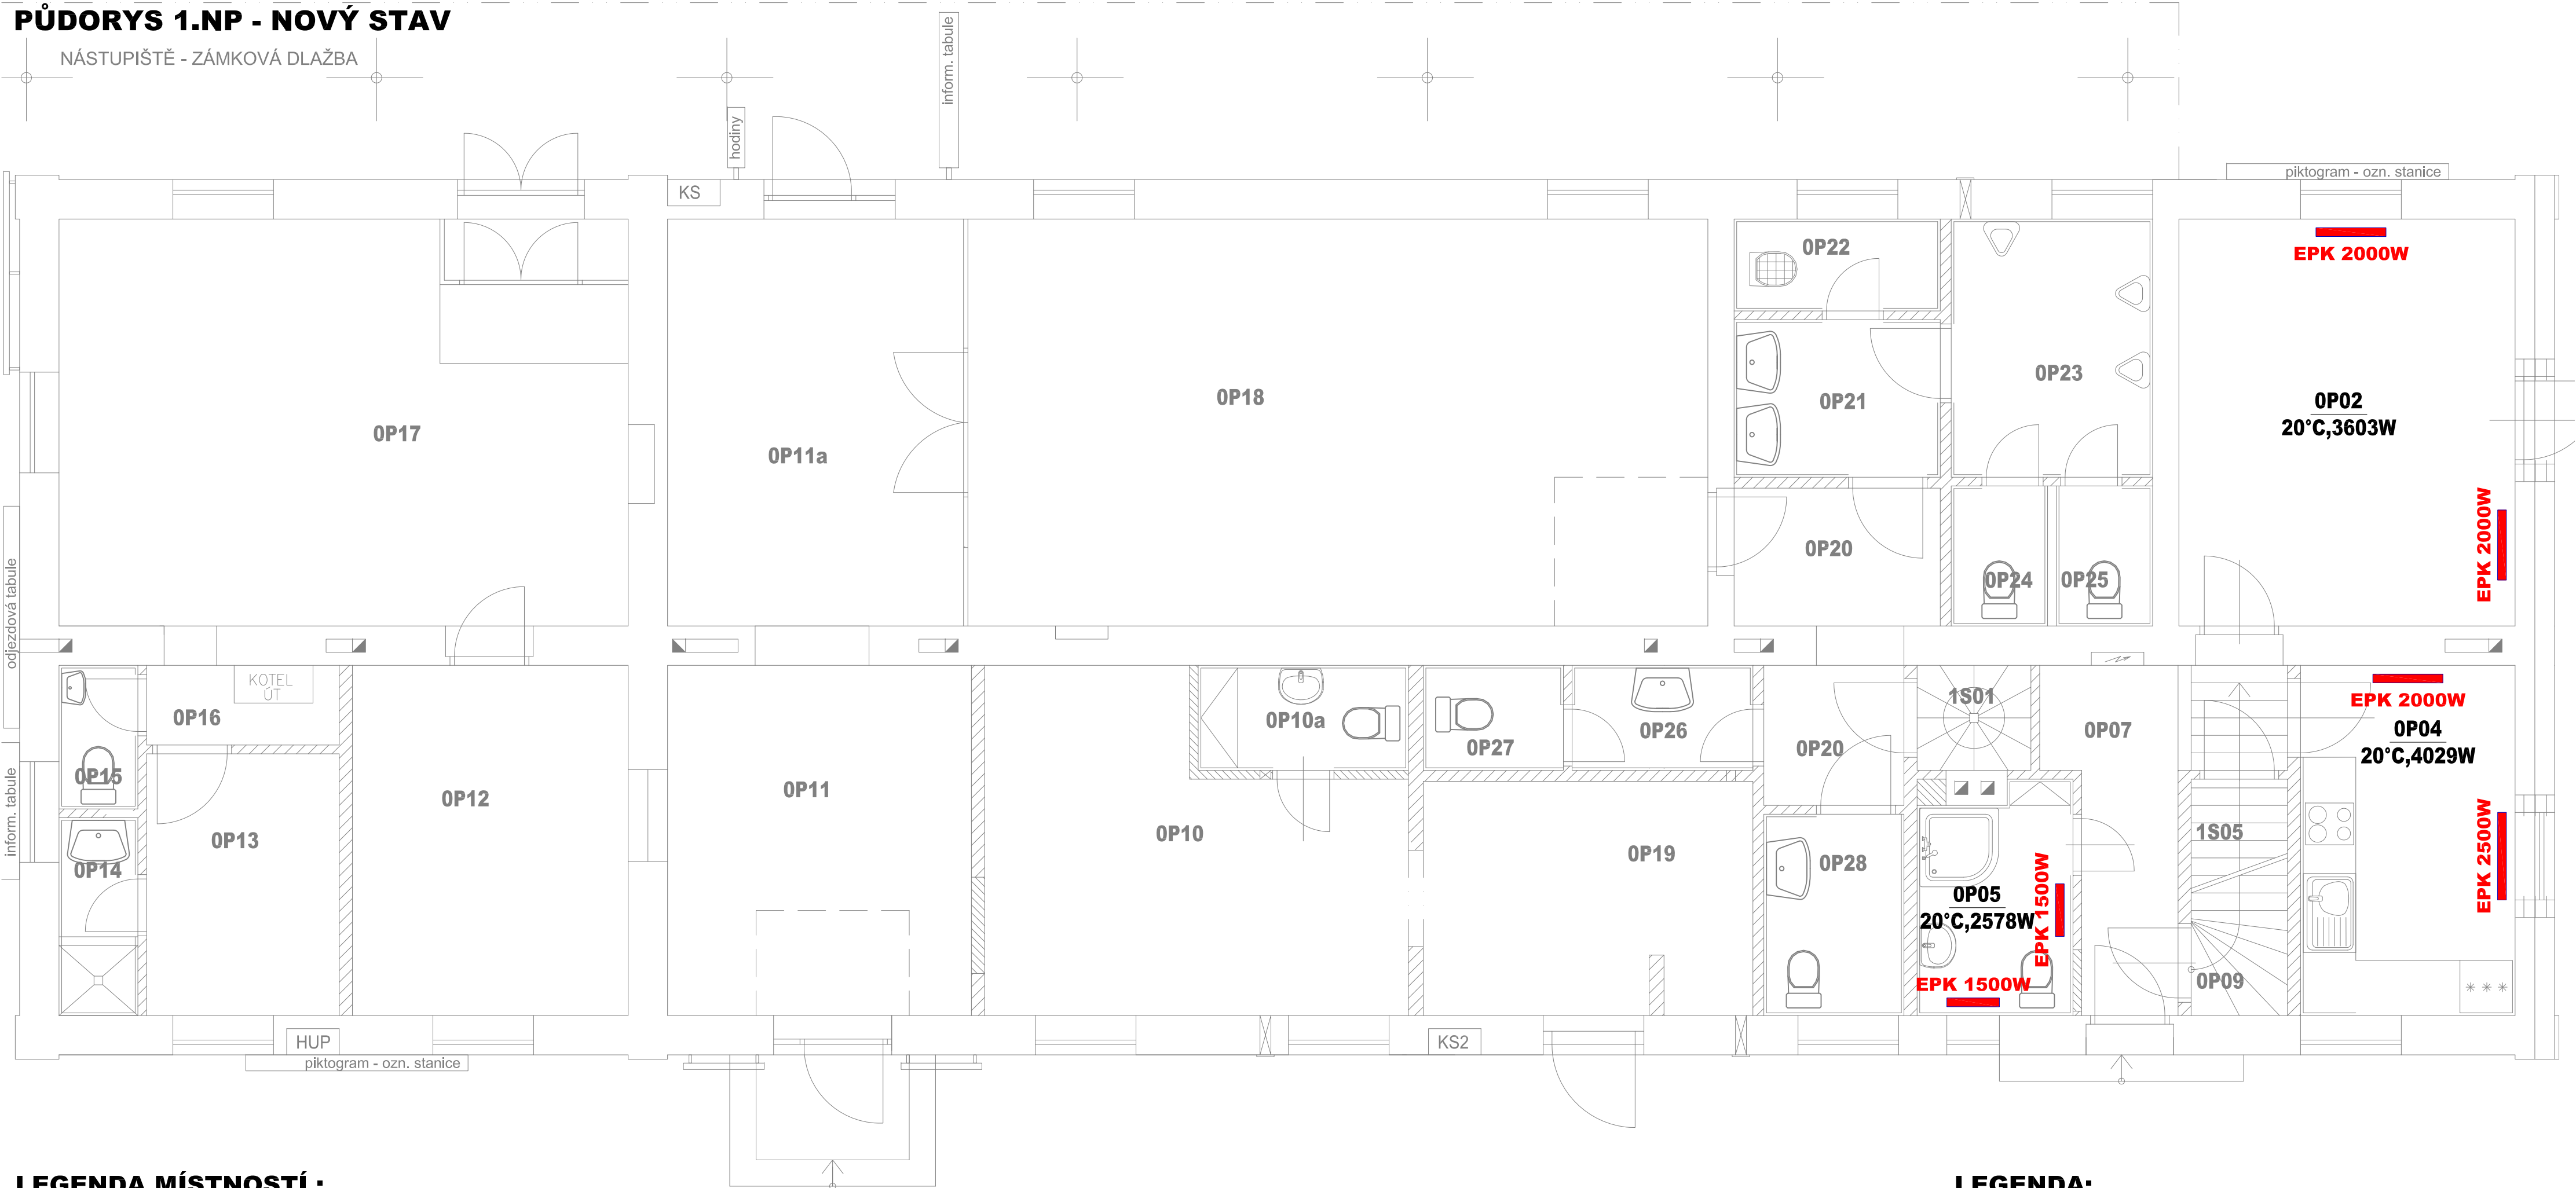 PŮDORYS 1.NP - NOVÝ STAV
NÁSTUPIŠTĚ - ZÁMKOVÁ DLAŽBA
inform. tabule
hodiny
KS
piktogram - ozn. stanice
0P22
EPK 2000W
0P23
0P21
0P18
0P02
20°C,3603W
0P17
0P11a
EPK 2000W
0P20
0P24
0P25
odjezdová tabule
KOTEL
ÚT
0P16
0P10a
0P27
0P26
0P20
1S01
0P07
EPK 2000W
0P04
20°C,4029W
inform. tabule
0P15
0P12
0P11
0P13
0P10
0P19
0P28
1S05
EPK 2500W
0P14
0P05
20°C,2578W
EPK 1500W
EPK 1500W
0P09
***
HUP
KS2
piktogram - ozn. stanice
LEGENDA MÍSTNOSTÍ :
LEGENDA: